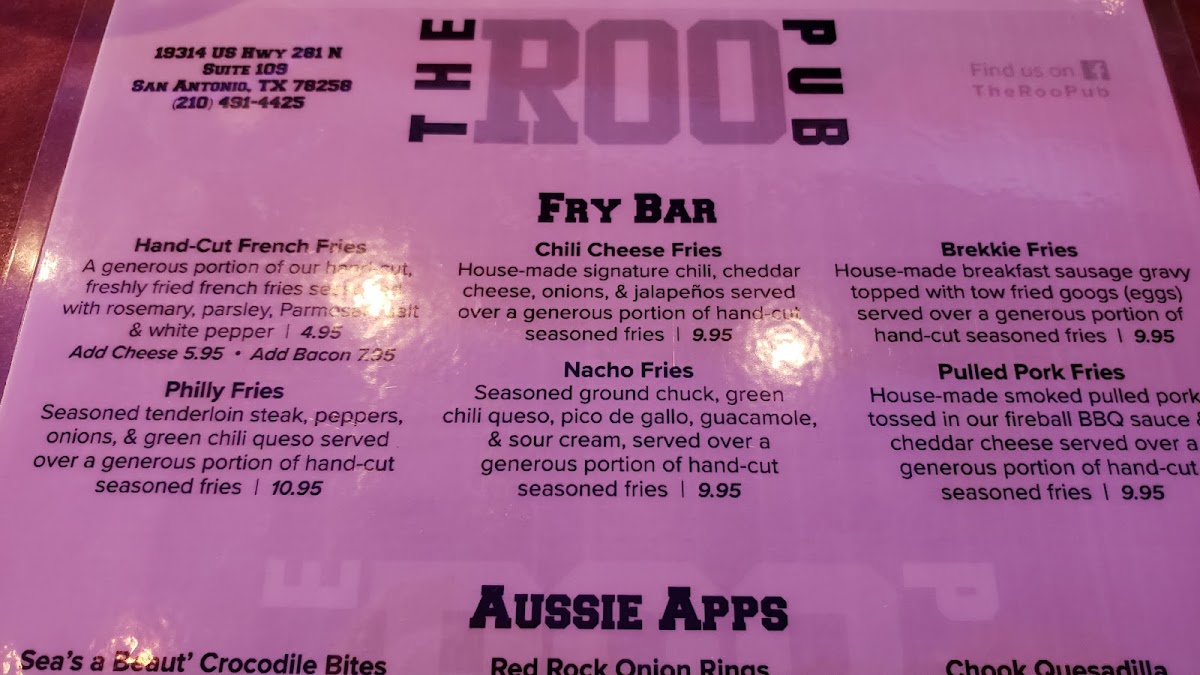 19314 US Hwy 281 N
Suite 109
San Antonio, TX 78258
(210) 491-4425
THE ROO PUB
Find us on
TheRooPub
Fry Bar
Hand-Cut French Fries
A generous portion of our hand-cut,
freshly fried french fries
with rosemary, parsley, Parmesan, salt
& white pepper | 4.95
Add Cheese 5.95 • Add Bacon 7.95
Philly Fries
Seasoned tenderloin steak, peppers,
onions, & green chili queso served
over a generous portion of hand-cut
seasoned fries | 10.95
Chili Cheese Fries
House-made signature chili, cheddar
cheese, onions, & jalapeños served
over a generous portion of hand-cut
seasoned fries | 9.95
Nacho Fries
Seasoned ground chuck, green
chili queso, pico de gallo, guacamole,
& sour cream, served over a
generous portion of hand-cut
seasoned fries | 9.95
Brekkie Fries
House-made breakfast sausage gravy
topped with tow fried googs (eggs)
served over a generous portion of
hand-cut seasoned fries | 9.95
Pulled Pork Fries
House-made smoked pulled pork
tossed in our fireball BBQ sauce &
cheddar cheese served over a
generous portion of hand-cut
seasoned fries | 9.95
Aussie Apps
Sea's a Beaut' Crocodile Bites
Red Rock Onion Rings
Chook Quesadilla